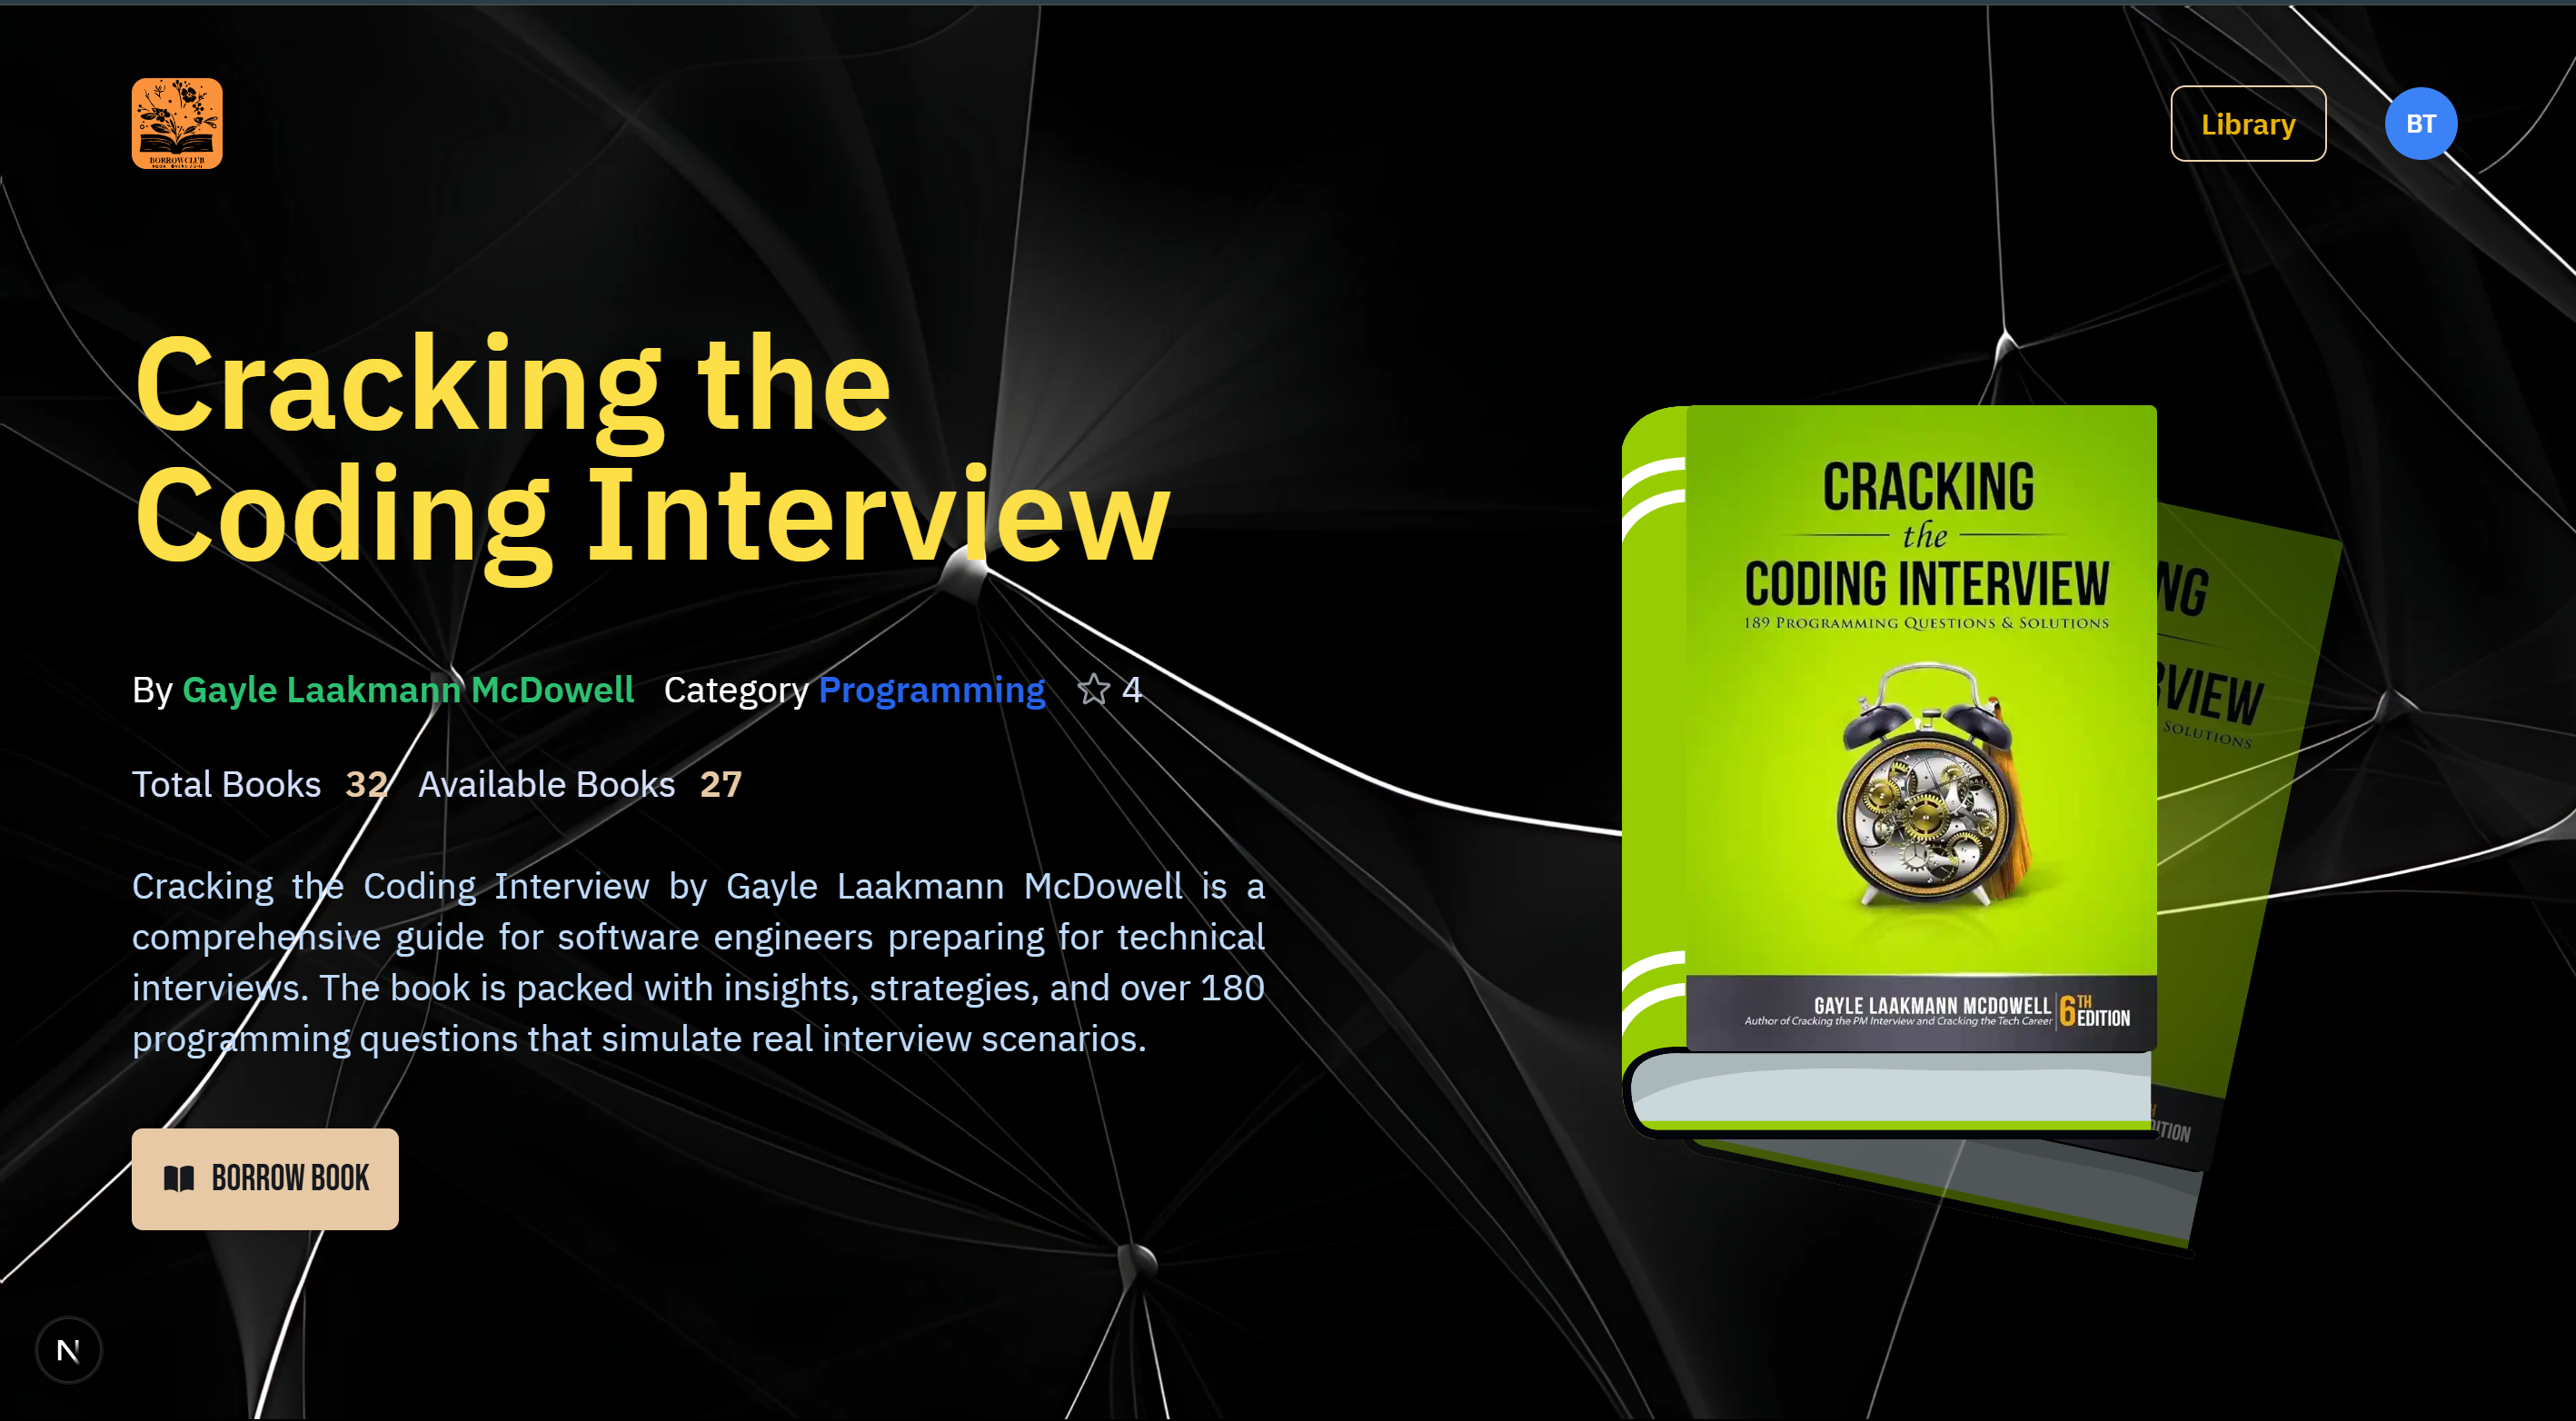 BORROWCLUB
Library
BT
Cracking the
Coding Interview
By Gayle Laakmann McDowell Category Programming 4
Total Books 32 Available Books 27
Cracking the Coding Interview by Gayle Laakmann McDowell is a
comprehensive guide for software engineers preparing for technical
interviews. The book is packed with insights, strategies, and over 180
programming questions that simulate real interview scenarios.
BORROW BOOK
N
CRACKING
the
CODING INTERVIEW
189 PROGRAMMING QUESTIONS & SOLUTIONS
GAYLE LAAKMANN MCDOWELL 6TH
Author of Cracking the PM Interview and Cracking the Tech Career EDITION
NG
RVIEW
SOLUTIONS
DITION